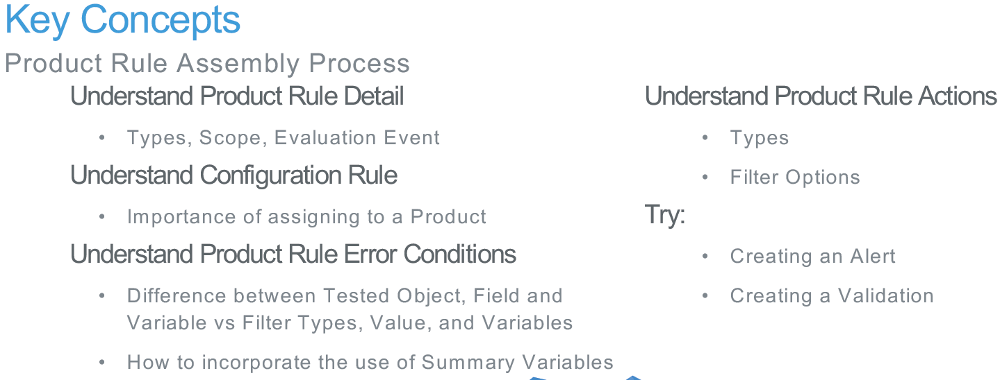 Key Concepts
Product Rule Assembly Process
Understand Product Rule Detail
• Types, Scope, Evaluation Event
Understand Configuration Rule
• Importance of assigning to a Product
Understand Product Rule Error Conditions
• Difference between Tested Object, Field and
Variable vs Filter Types, Value, and Variables
• How to incorporate the use of Summary Variables
Understand Product Rule Actions
• Types
• Filter Options
Try:
• Creating an Alert
• Creating a Validation